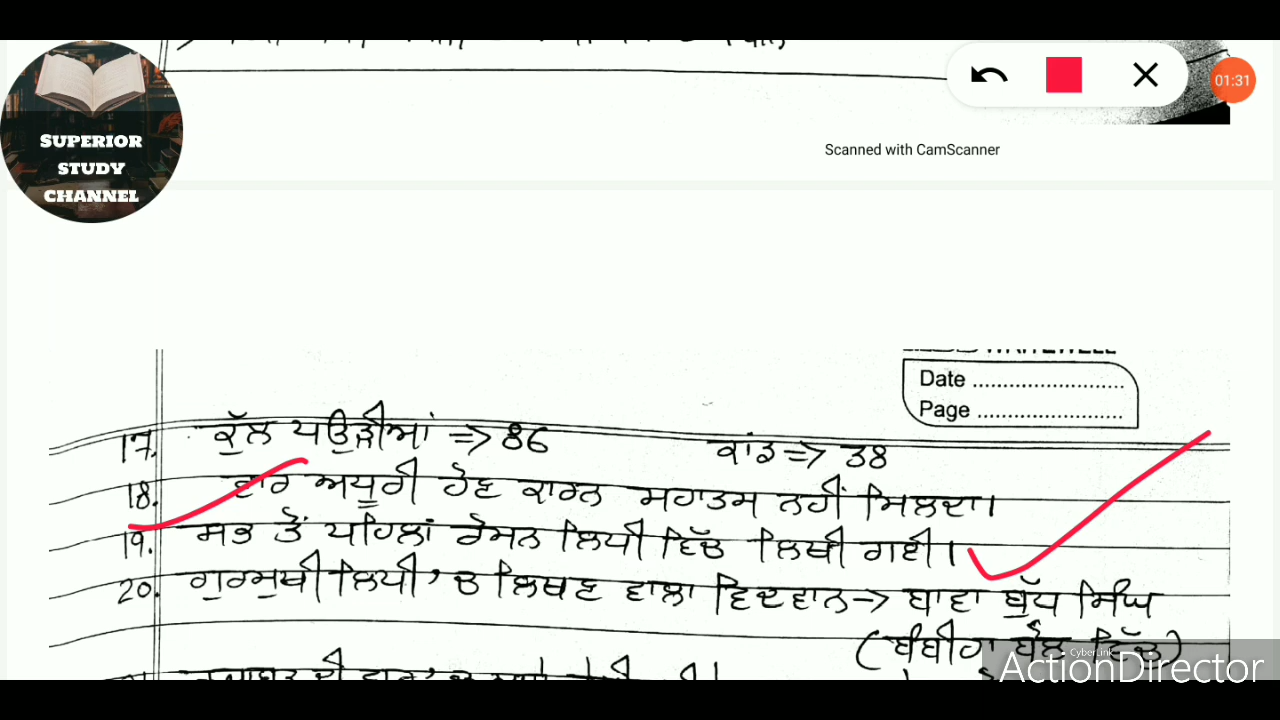 01:31
SUPERIOR
STUDY
CHANNEL
Scanned with CamScanner
Date
Page
17. ਕੁੱਲ ਪਉੜੀਆਂ => 86 ਕਾਂਡ => 38
18. ਵਾਰ ਅਧੂਰੀ ਹੋਣ ਕਾਰਨ ਮਹਾਤਮ ਨਹੀਂ ਮਿਲਦਾ।
19. ਸਭ ਤੋਂ ਪਹਿਲਾਂ ਰੋਮਨ ਲਿਪੀ ਵਿੱਚ ਲਿਖੀ ਗਈ।
20. ਗੁਰਮੁਖੀ ਲਿਪੀ 'ਚ ਲਿਖਣ ਵਾਲਾ ਵਿਦਵਾਨ -> ਬਾਵਾ ਬੁੱਧ ਸਿੰਘ
(ਬੰਬੀਹਾ ਬੋਲ ਵਿੱਚ)
CyberLink
ActionDirector